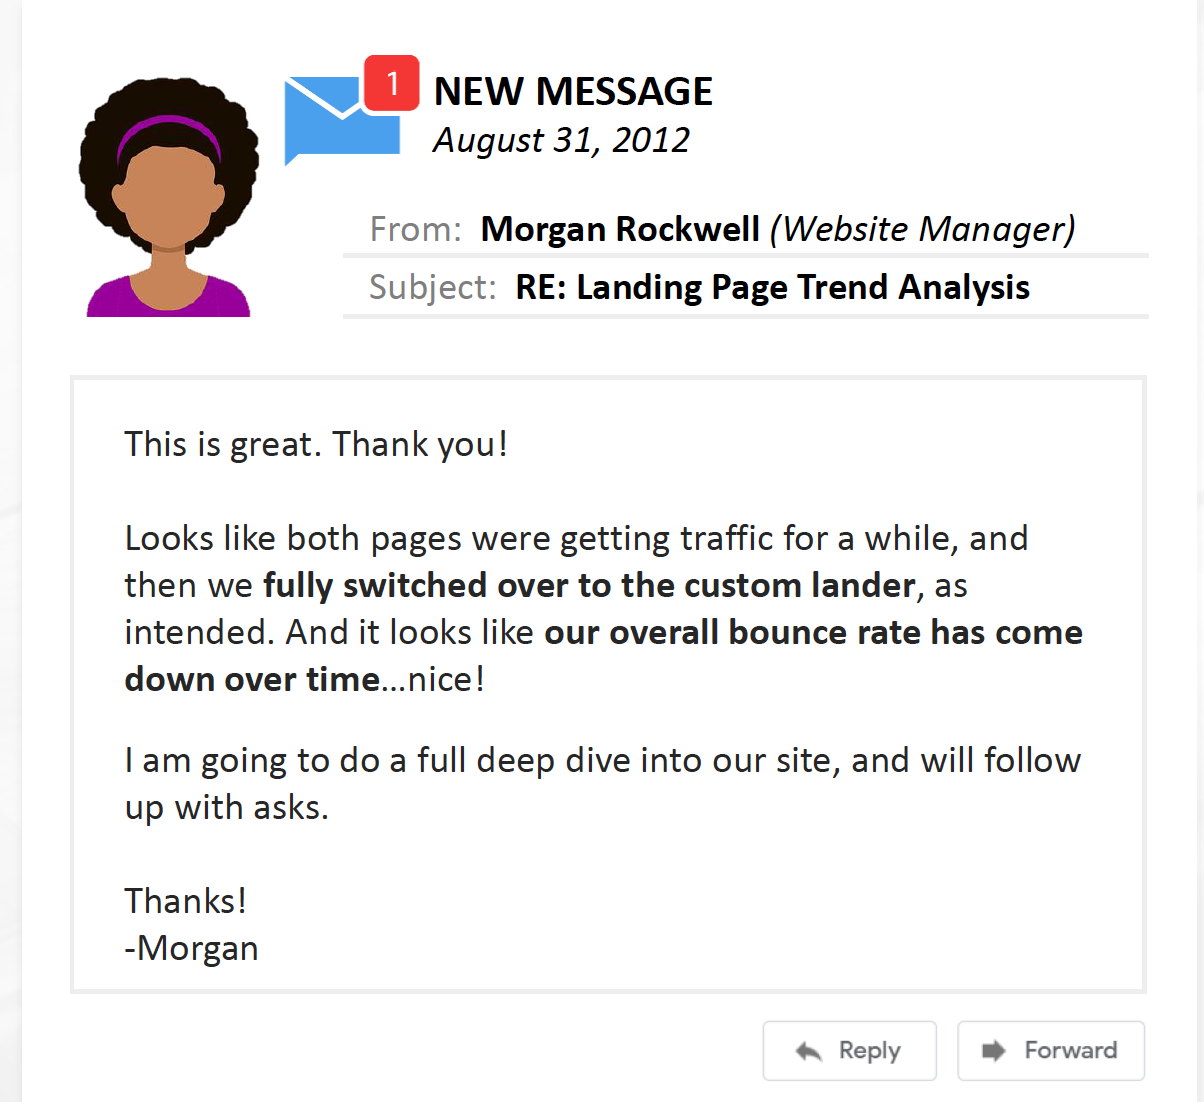 1
NEW MESSAGE
August 31, 2012
From: Morgan Rockwell (Website Manager)
Subject: RE: Landing Page Trend Analysis
This is great. Thank you!
Looks like both pages were getting traffic for a while, and
then we fully switched over to the custom lander, as
intended. And it looks like our overall bounce rate has come
down over time...nice!
I am going to do a full deep dive into our site, and will follow
up with asks.
Thanks!
-Morgan
Reply
Forward